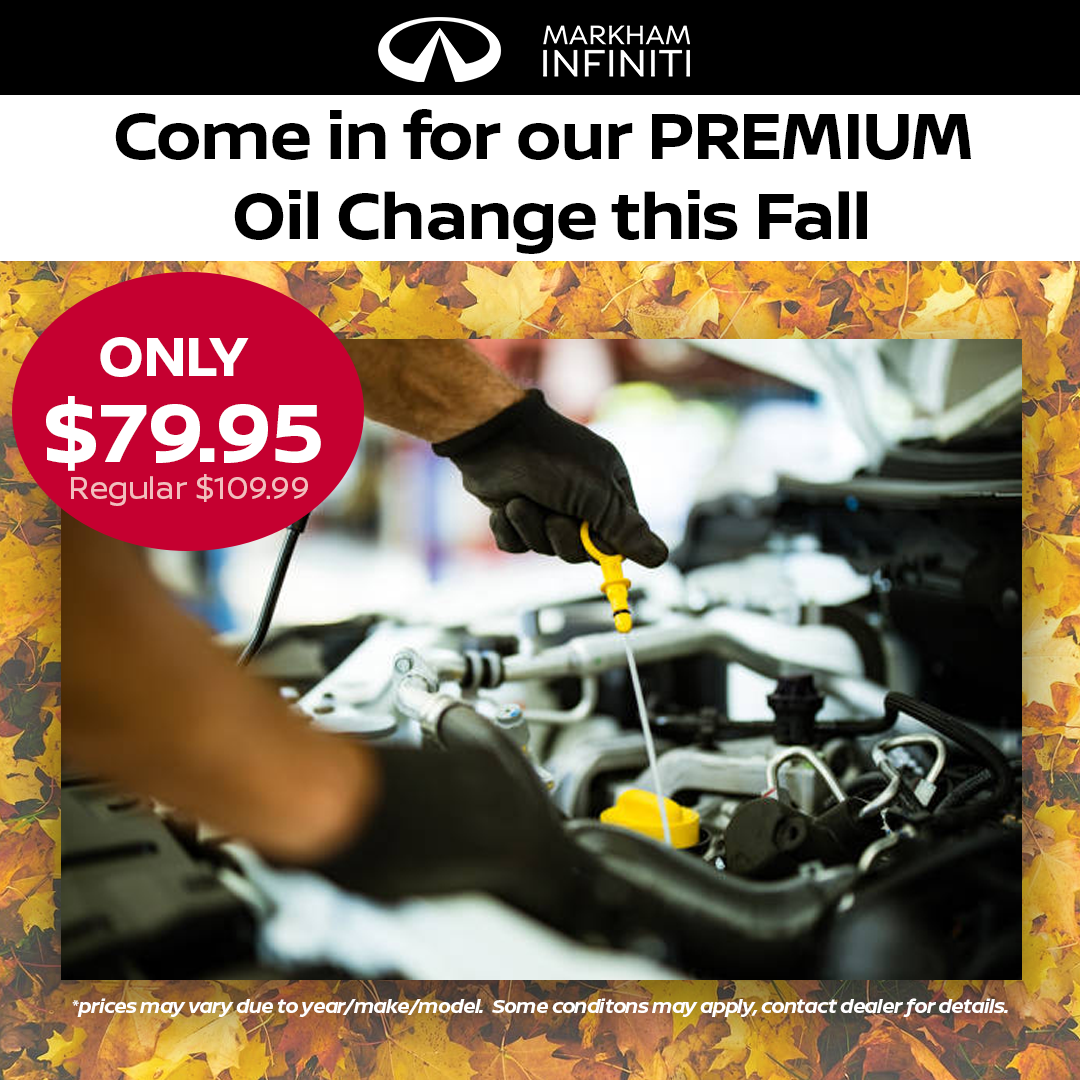 MARKHAM
INFINITI
Come in for our PREMIUM
Oil Change this Fall
ONLY
$79.95
Regular $109.99
*prices may vary due to year/make/model.  Some conditons may apply, contact dealer for details.